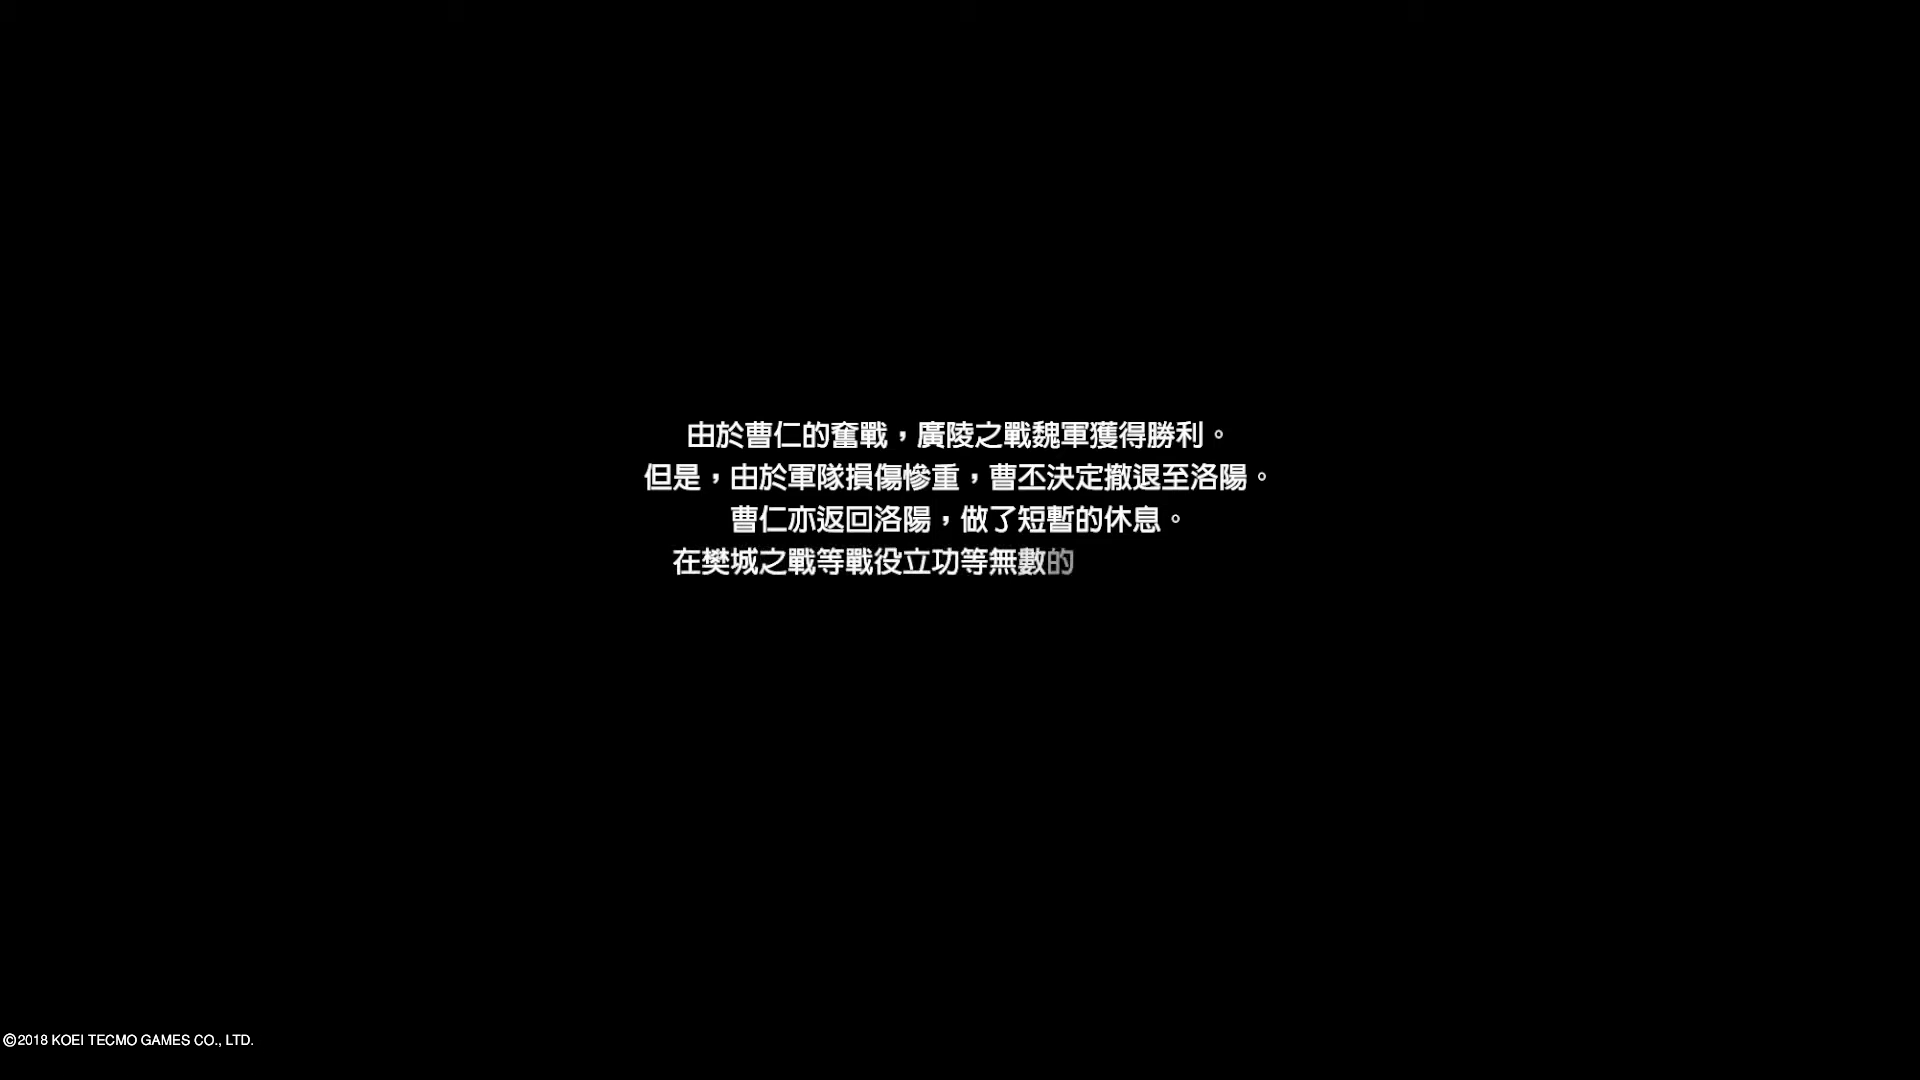 由於曹仁的奮戰，廣陵之戰魏軍獲得勝利。
但是，由於軍隊損傷慘重，曹丕決定撤退至洛陽。
曹仁亦返回洛陽，做了短暫的休息。
在樊城之戰等戰役立功等無數的
©2018 KOEI TECMO GAMES CO., LTD.